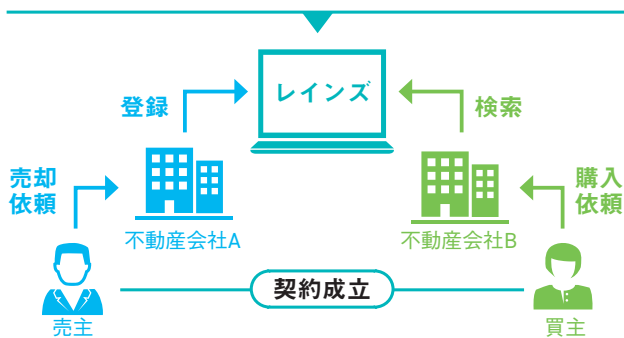 レインズ
登録
検索
売却
依頼
購入
依頼
不動産会社A
不動産会社B
契約成立
売主
買主